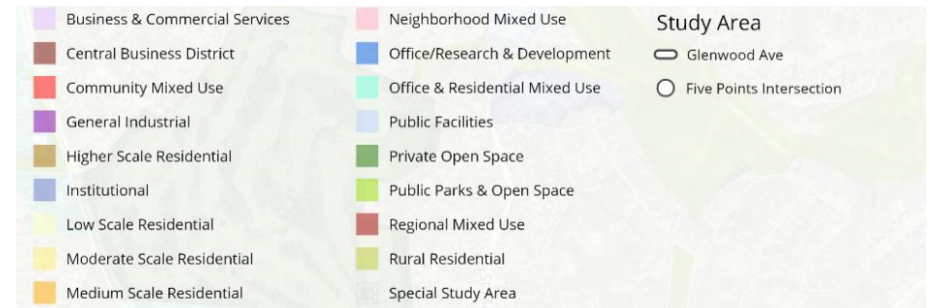 Business & Commercial Services
Central Business District
Community Mixed Use
General Industrial
Higher Scale Residential
Institutional
Low Scale Residential
Moderate Scale Residential
Medium Scale Residential
Neighborhood Mixed Use
Office/Research & Development
Office & Residential Mixed Use
Public Facilities
Private Open Space
Public Parks & Open Space
Regional Mixed Use
Rural Residential
Special Study Area
Study Area
Glenwood Ave
Five Points Intersection